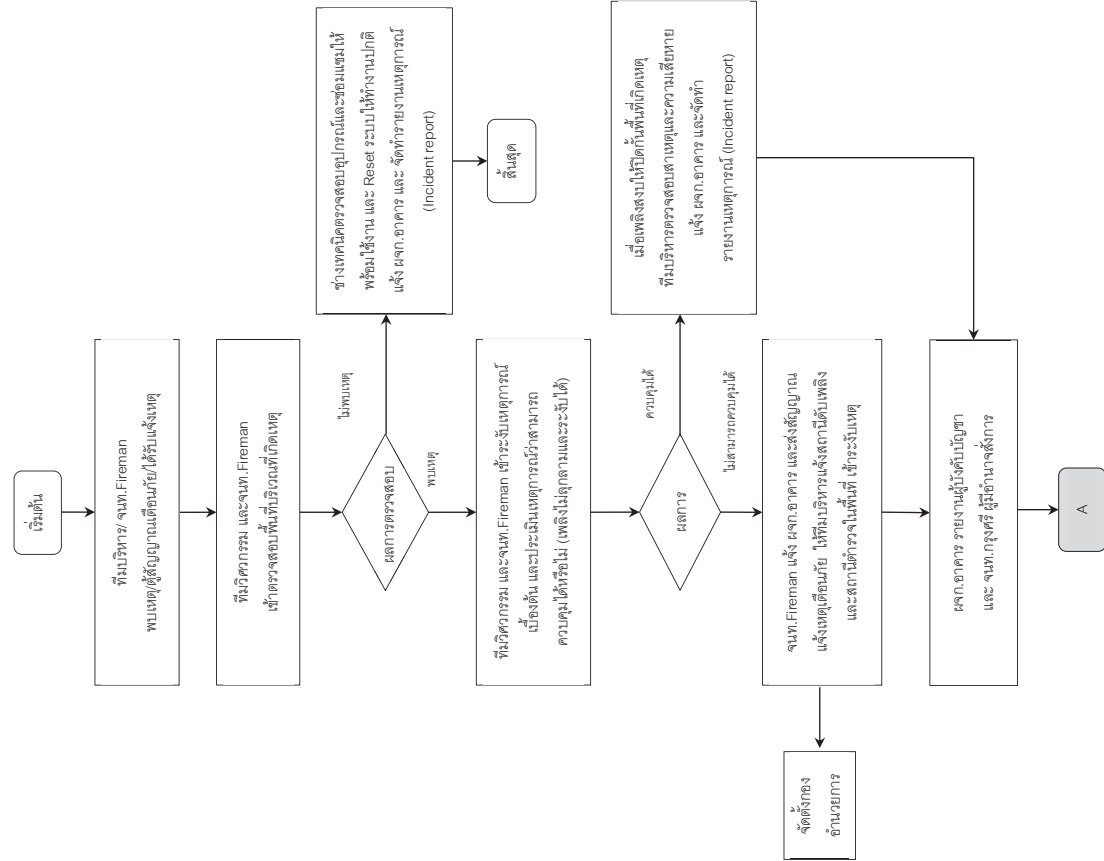 เริ่มต้น
ทีมบริหาร/ จนท.Fireman
พบเหตุ/ตู้สัญญาณเตือนภัย/ได้รับแจ้งเหตุ
ทีมวิศวกรรม และจนท.Fireman
เข้าตรวจสอบพื้นที่บริเวณที่เกิดเหตุ
ผลการตรวจสอบ
ไม่พบเหตุ
ช่างเทคนิคตรวจสอบอุปกรณ์และซ่อมแซมให้
พร้อมใช้งาน และ Reset ระบบให้ทำงานปกติ
แจ้ง ผจก.อาคาร และ จัดทำรายงานเหตุการณ์
(Incident report)
สิ้นสุด
พบเหตุ
ทีมวิศวกรรม และจนท.Fireman เข้าระงับเหตุการณ์
เบื้องต้น และประเมินเหตุการณ์ว่าสามารถ
ควบคุมได้หรือไม่ (เพลิงไม่ลุกลามและระงับได้)
ผลการ
ควบคุมได้
เมื่อเพลิงสงบให้ปิดกั้นพื้นที่เกิดเหตุ
ทีมบริหารตรวจสอบสาเหตุและความเสียหาย
แจ้ง ผจก.อาคาร และจัดทำ
รายงานเหตุการณ์ (Incident report)
ไม่สามารถควบคุมได้
จนท.Fireman แจ้ง ผจก.อาคาร และส่งสัญญาณ
แจ้งเหตุเตือนภัย ให้ทีมบริหารแจ้งสถานีดับเพลิง
และสถานีตำรวจในพื้นที่ เข้าระงับเหตุ
จัดตั้งกอง
อำนวยการ
ผจก.อาคาร รายงานผู้บังคับบัญชา
และ จนท.กรุงศรี ผู้มีอำนาจสั่งการ
A